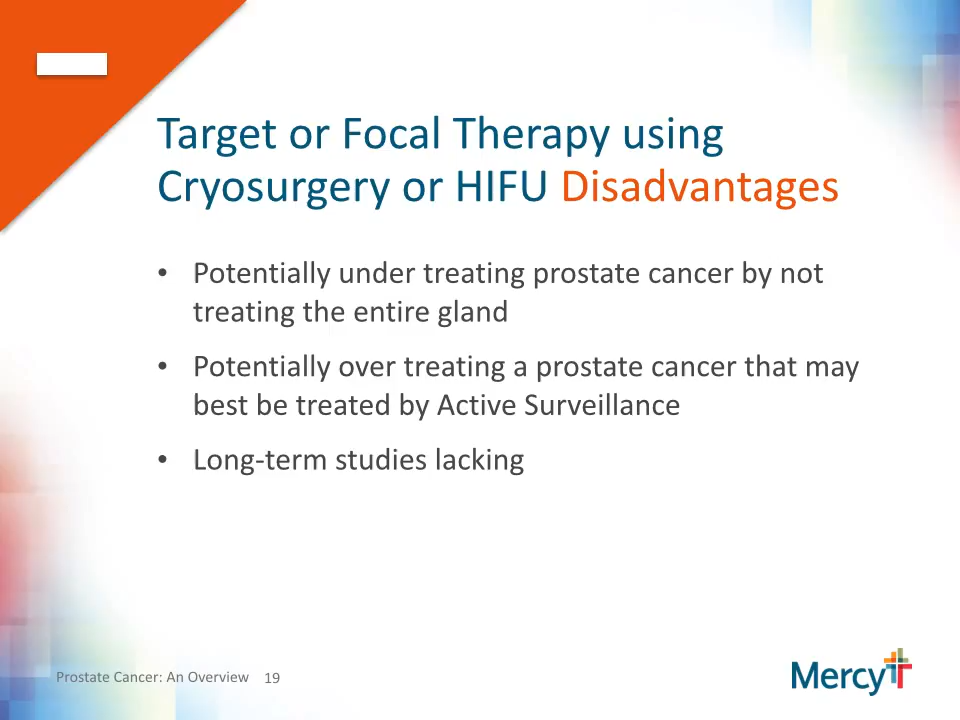 Target or Focal Therapy using
Cryosurgery or HIFU Disadvantages
• Potentially under treating prostate cancer by not
treating the entire gland
• Potentially over treating a prostate cancer that may
best be treated by Active Surveillance
• Long-term studies lacking
Prostate Cancer: An Overview 19
Mercy